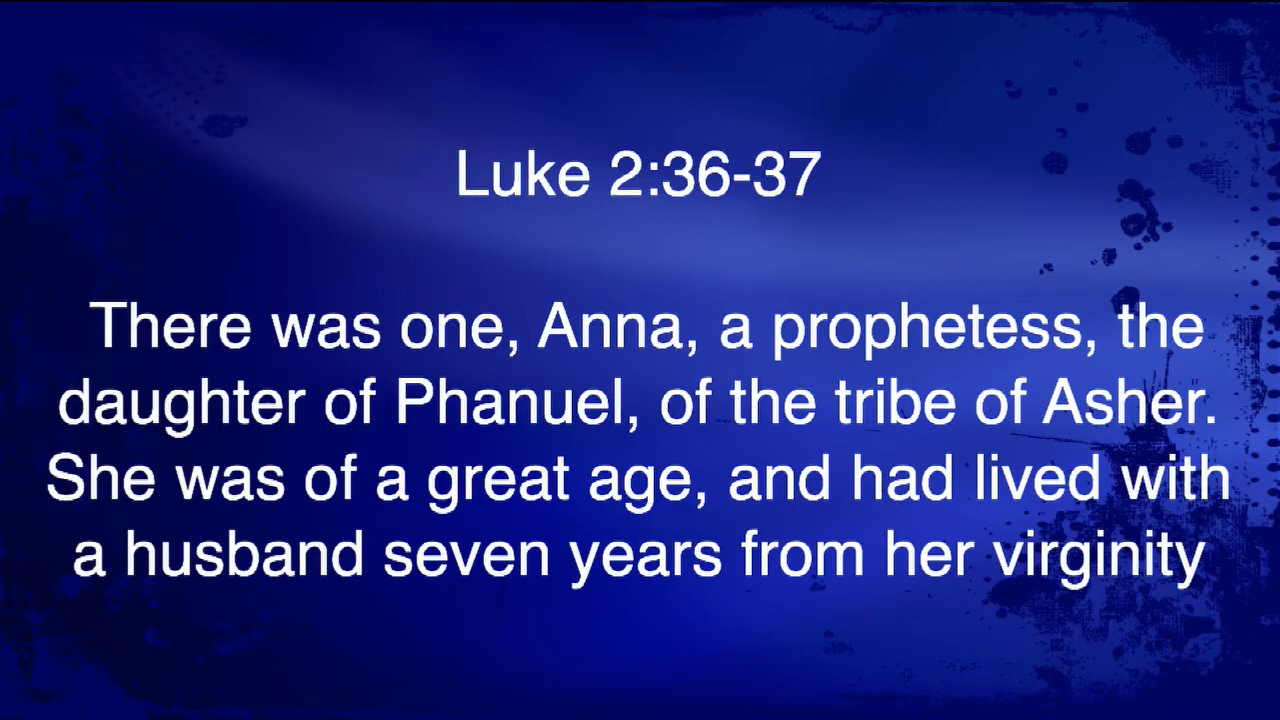 Luke 2:36-37
There was one, Anna, a prophetess, the
daughter of Phanuel, of the tribe of Asher.
She was of a great age, and had lived with
a husband seven years from her virginity